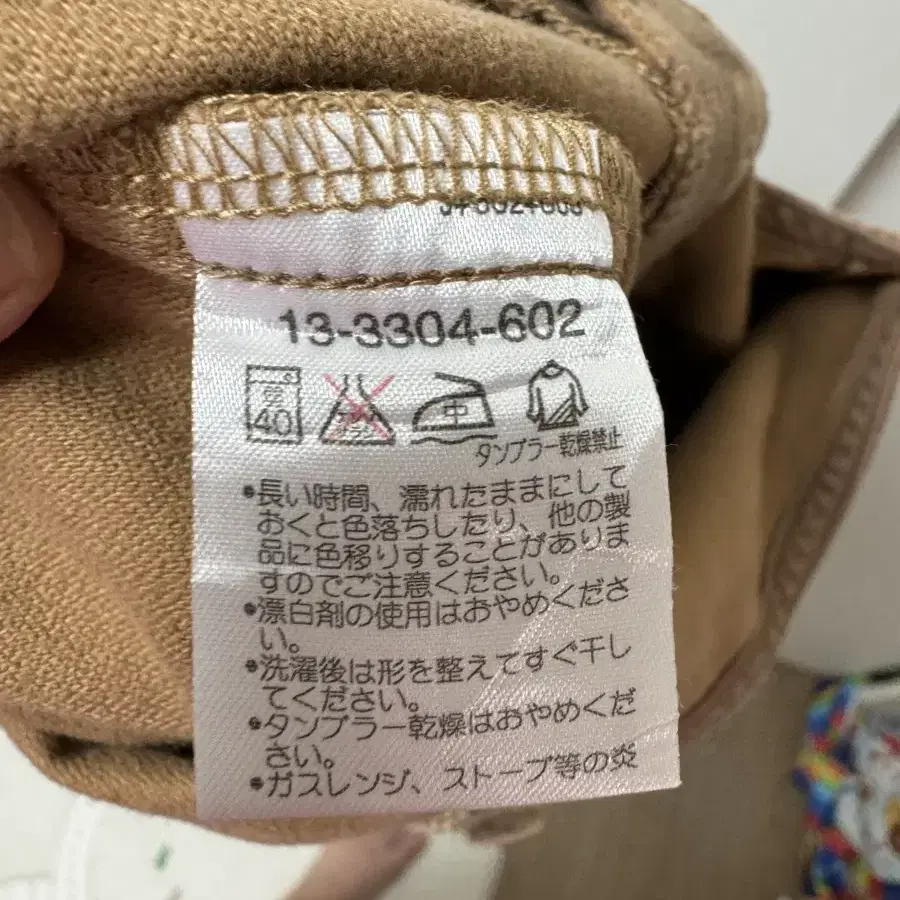 13-3304-602
40
中
タンブラー乾燥禁止
•長い時間、濡れたままにして
おくと色落ちしたり、他の製
品に色移りすることがありま
すのでご注意ください。
•漂白剤の使用はおやめくださ
い。
•洗濯後は形を整えてすぐ干し
てください。
•タンブラー乾燥はおやめくだ
さい。
•ガスレンジ、ストーブ等の炎